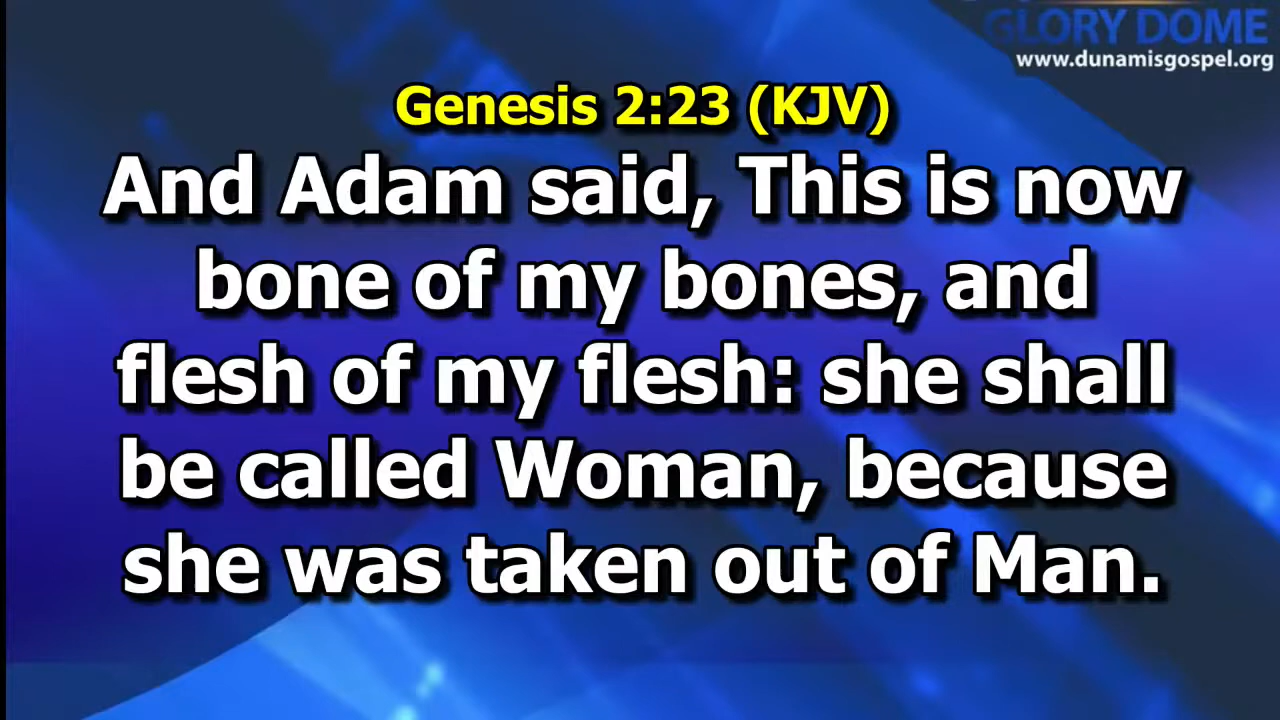 GLORY DOME
www.dunamisgospel.org
Genesis 2:23 (KJV)
And Adam said, This is now
bone of my bones, and
flesh of my flesh: she shall
be called Woman, because
she was taken out of Man.